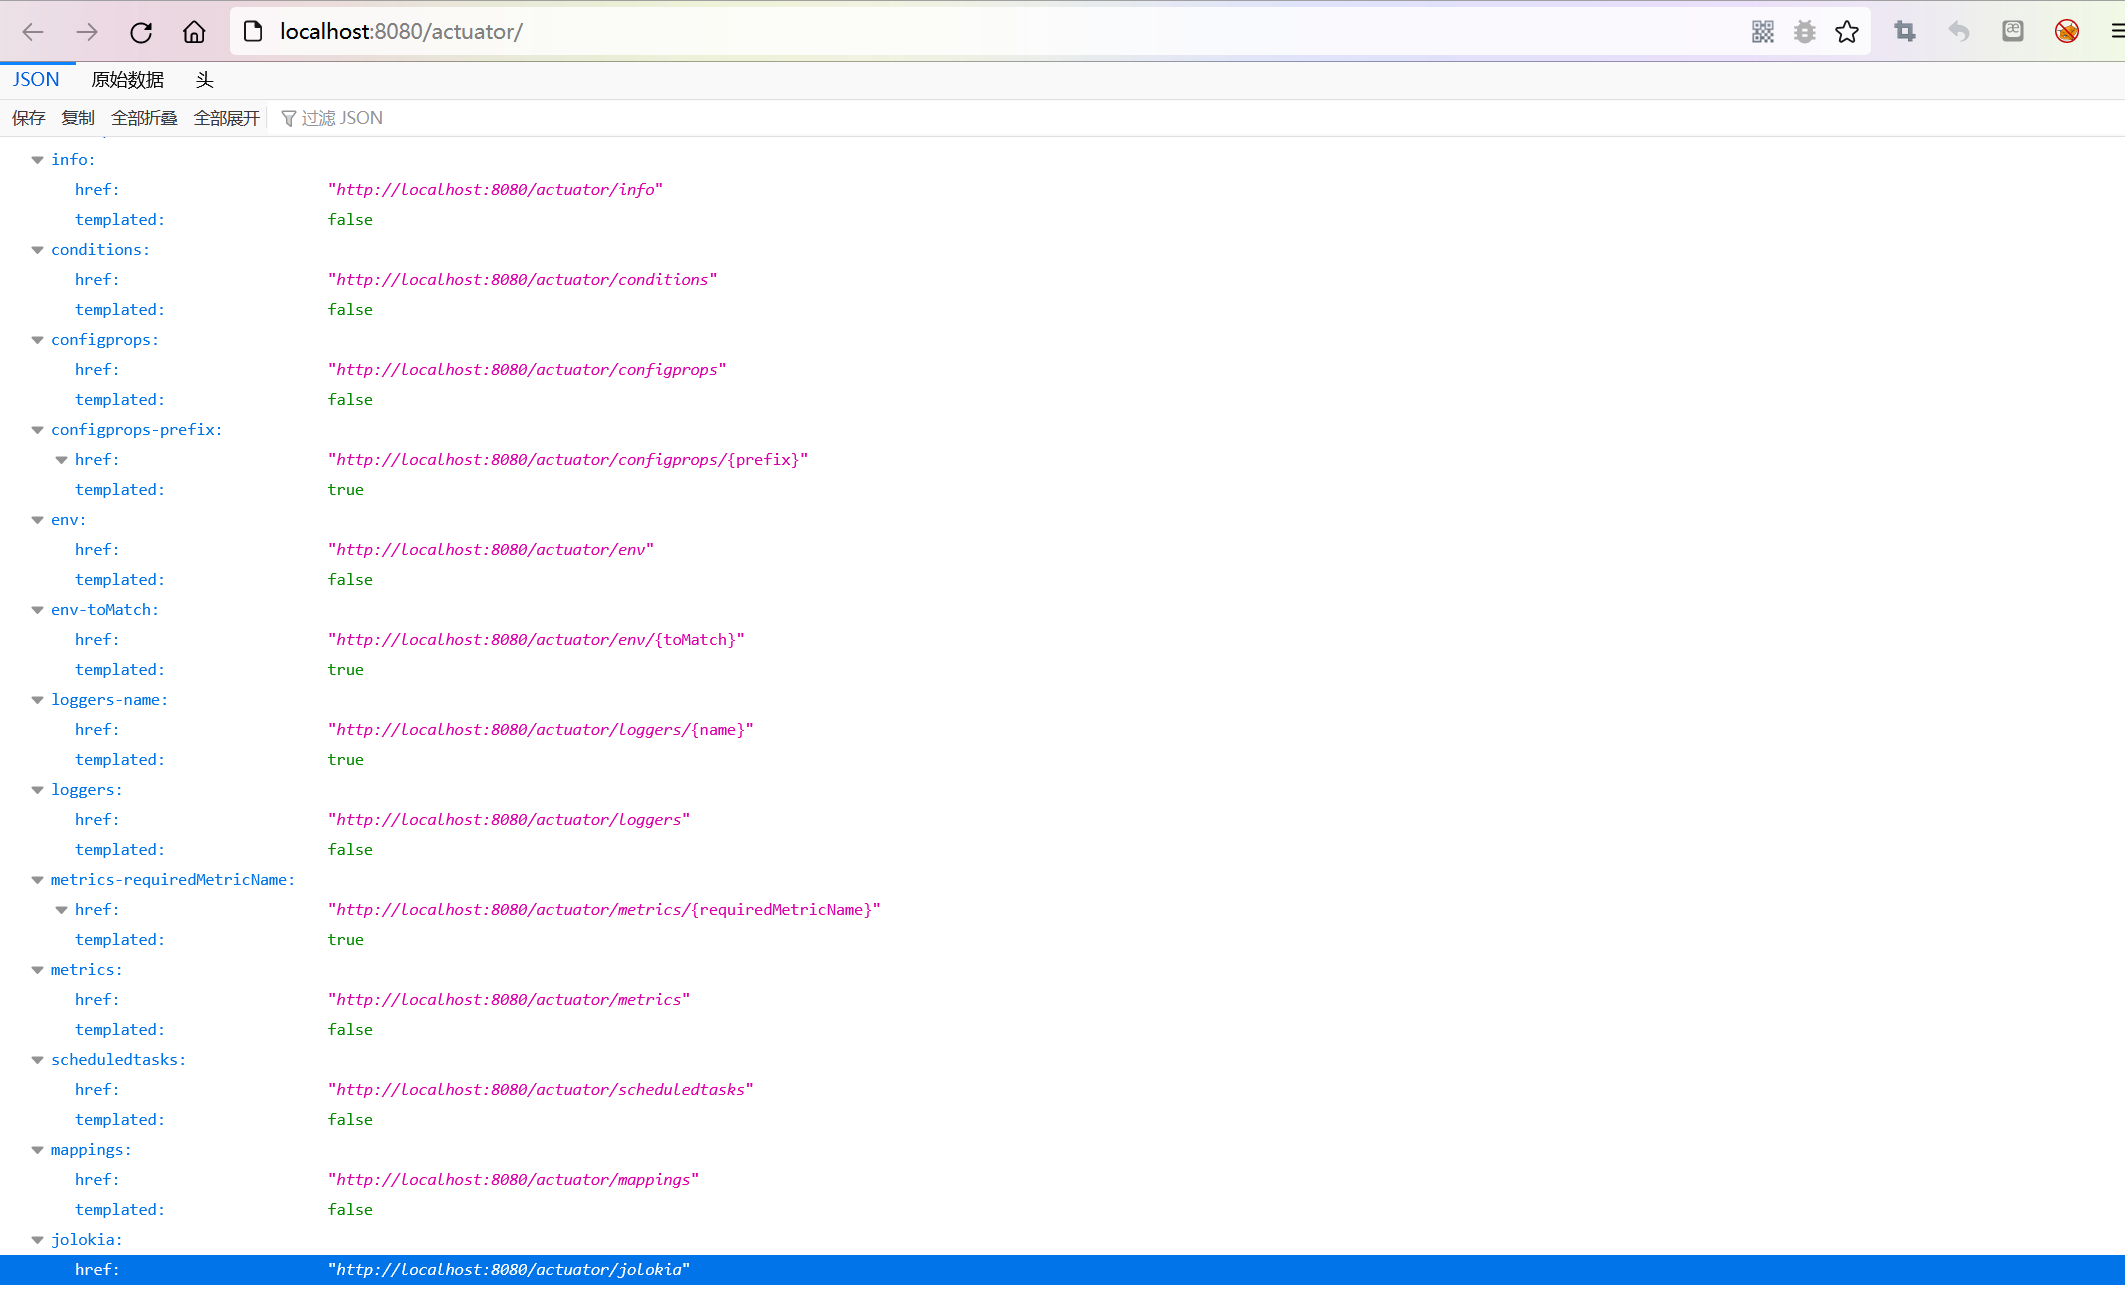 localhost:8080/actuator/
JSON 原始数据 头
保存 复制 全部折叠 全部展开 过滤 JSON
info:
href: "http://localhost:8080/actuator/info"
templated: false
conditions:
href: "http://localhost:8080/actuator/conditions"
templated: false
configprops:
href: "http://localhost:8080/actuator/configprops"
templated: false
configprops-prefix:
href: "http://localhost:8080/actuator/configprops/{prefix}"
templated: true
env:
href: "http://localhost:8080/actuator/env"
templated: false
env-toMatch:
href: "http://localhost:8080/actuator/env/{toMatch}"
templated: true
loggers-name:
href: "http://localhost:8080/actuator/loggers/{name}"
templated: true
loggers:
href: "http://localhost:8080/actuator/loggers"
templated: false
metrics-requiredMetricName:
href: "http://localhost:8080/actuator/metrics/{requiredMetricName}"
templated: true
metrics:
href: "http://localhost:8080/actuator/metrics"
templated: false
scheduledtasks:
href: "http://localhost:8080/actuator/scheduledtasks"
templated: false
mappings:
href: "http://localhost:8080/actuator/mappings"
templated: false
jolokia:
href: "http://localhost:8080/actuator/jolokia"